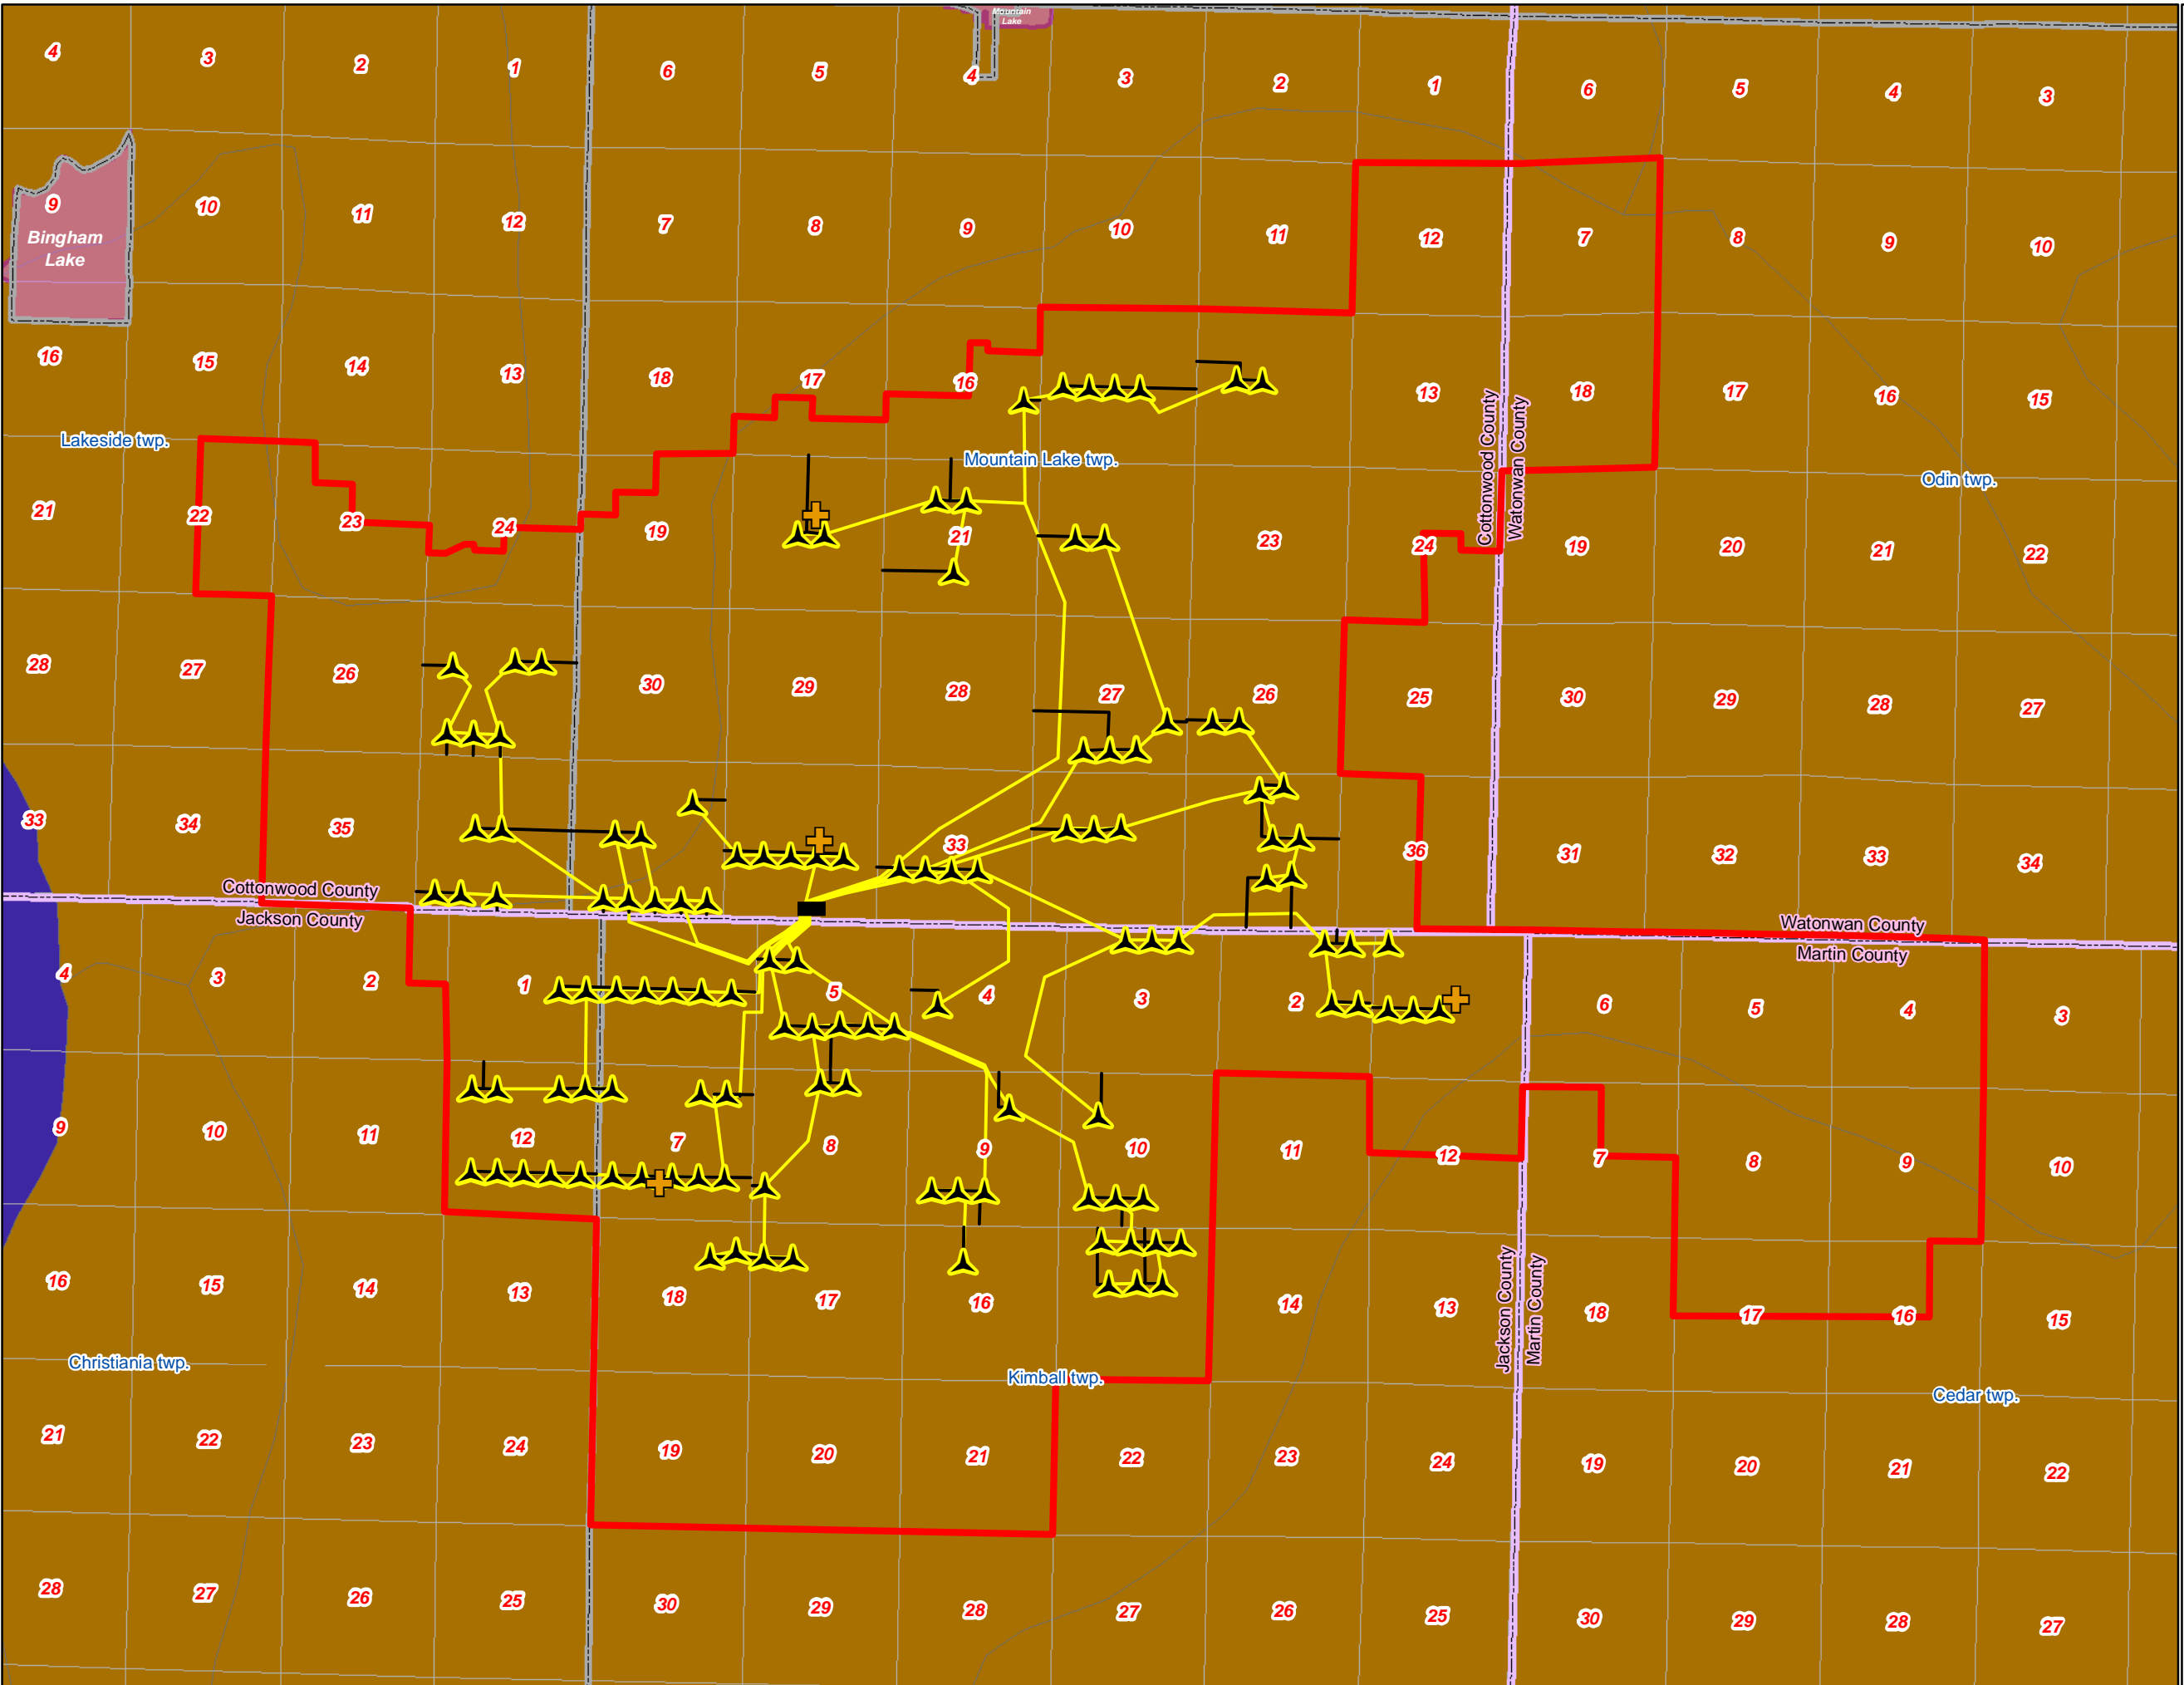 Mountain
Lake
4 3 2 1 6 5 4 3 2 1 6 5 4 3
9 10 11 12 7 8 9 10 11 12 7 8 9 10
Bingham
Lake
16 15 14 13 18 17 16 13 18 17 16 15
Cottonwood County
Watonwan County
Lakeside twp.
Mountain Lake twp.
Odin twp.
21 22 23 24 19 21 23 24 19 20 21 22
28 27 26 30 29 28 27 26 25 30 29 28 27
33 34 35 33 36 31 32 33 34
Cottonwood County
Jackson County
Watonwan County
Martin County
4 3 2 1 5 4 3 2 6 5 4 3
9 10 11 12 7 8 9 10 11 12 7 8 9 10
16 15 14 13 18 17 16 14 13 18 17 16 15
Jackson County
Martin County
Christiania twp.
Kimball twp.
Cedar twp.
21 22 23 24 19 20 21 22 23 24 19 20 21 22
28 27 26 25 30 29 28 27 26 25 30 29 28 27